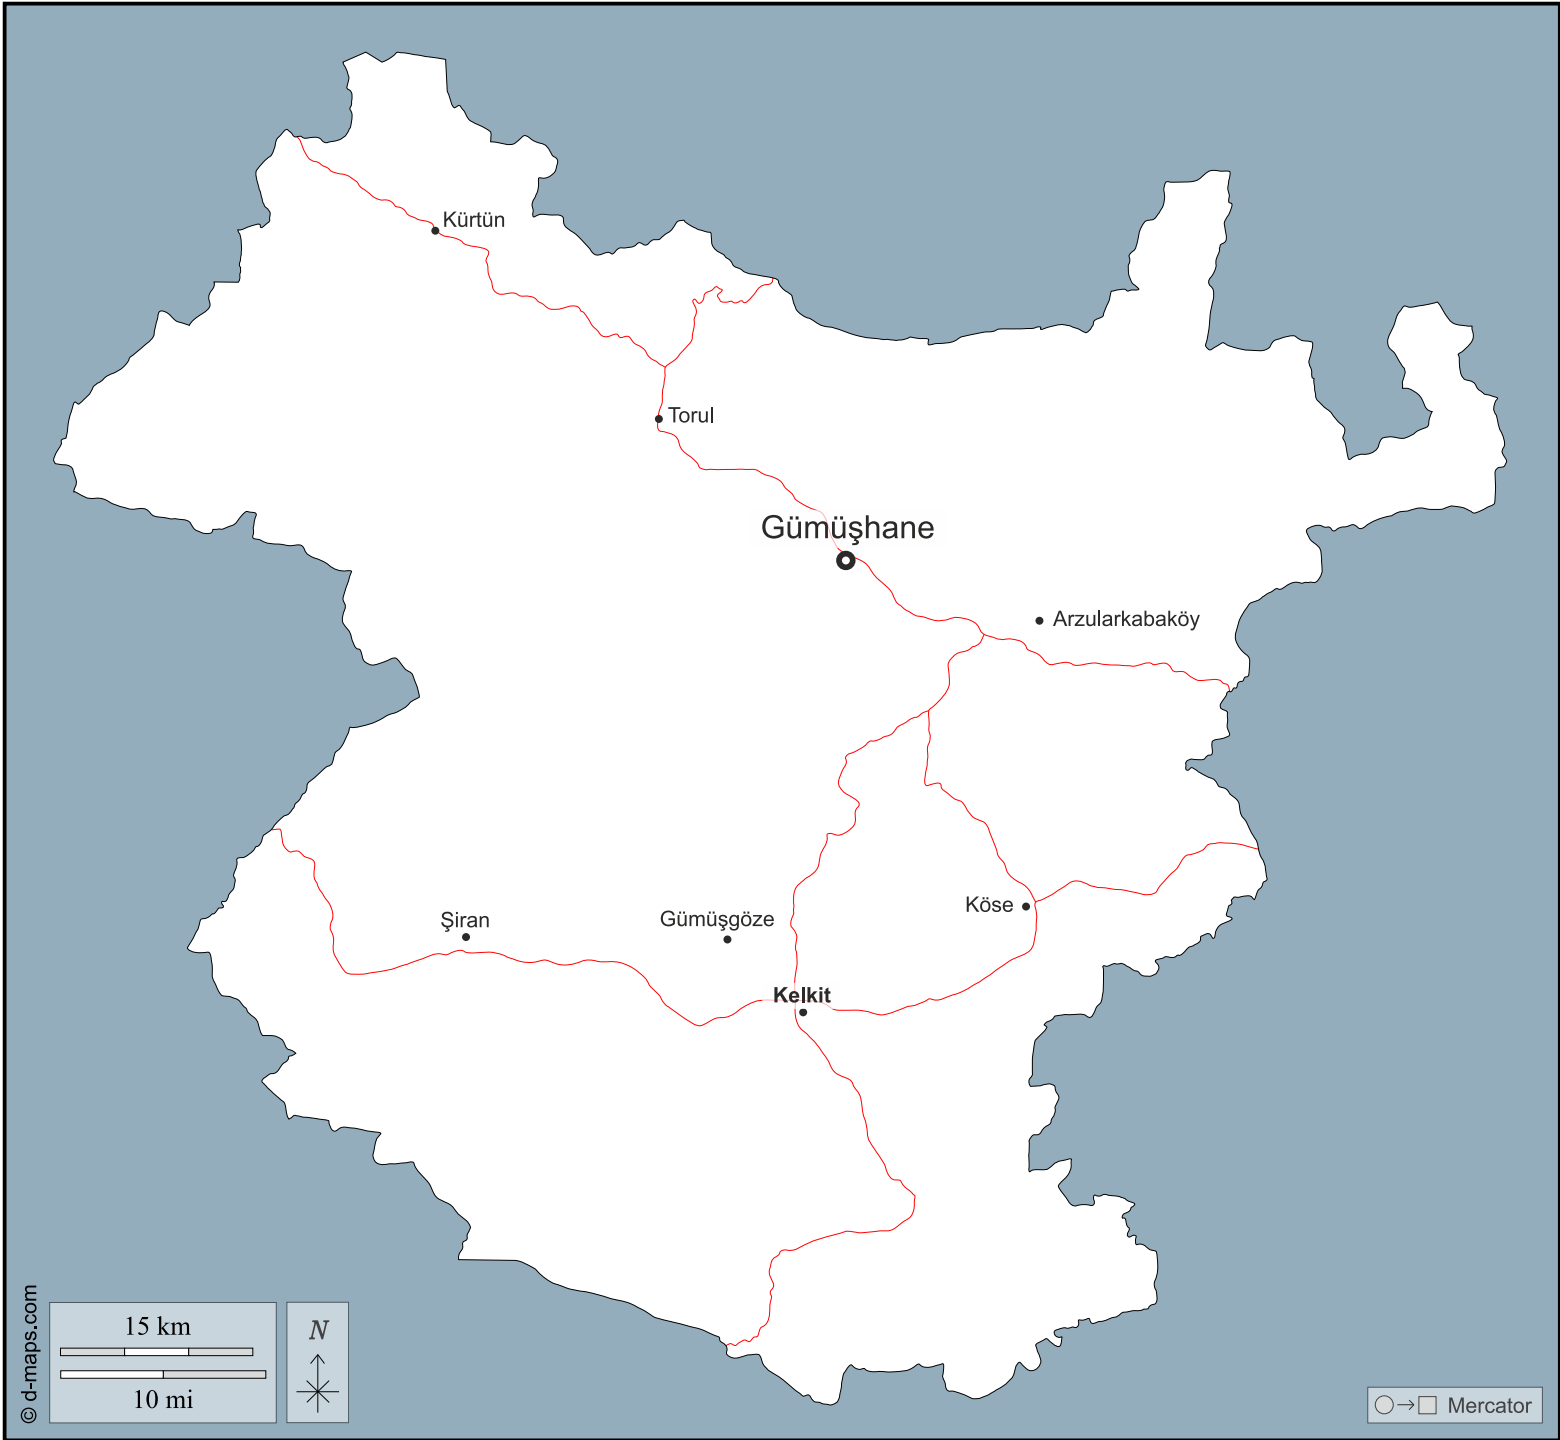 Kürtün
Torul
Gümüşhane
Arzularkabaköy
Köse
Şiran
Gümüşgöze
Kelkit
15 km
10 mi
N
© d-maps.com
Mercator